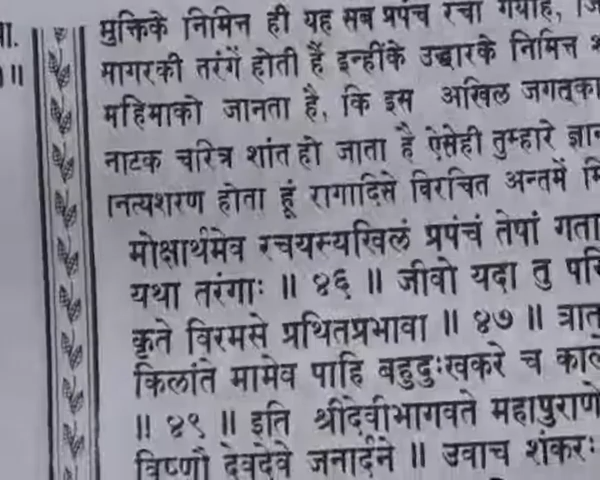 मुक्तिके निमित्त ही यह सब प्रपंच रचा गयाहै,
सागरकी तरंगें होती हैं इन्हींके उद्धारके निमित्त
महिमाको जानता है, कि इस अखिल जगत्का
नाटक चरित्र शांत हो जाता है ऐसेही तुम्हारे
नित्यशरण होता हूं रागादिसे विरचित अन्तमें
मोक्षार्थमेव रचयस्यखिलं प्रपंचं तेषां गता
यथा तरंगाः ॥ ४६ ॥ जीवो यदा तु परि
कृते विरमसे प्रथितप्रभावा ॥ ४७ ॥ त्रात
किलांते मामेव पाहि बहुदुःखकरे च काले
॥ ४९ ॥ इति श्रीदेवीभागवते महापुराणे
विष्णौ देवदेवे जनार्दने ॥ उवाच शंकरः